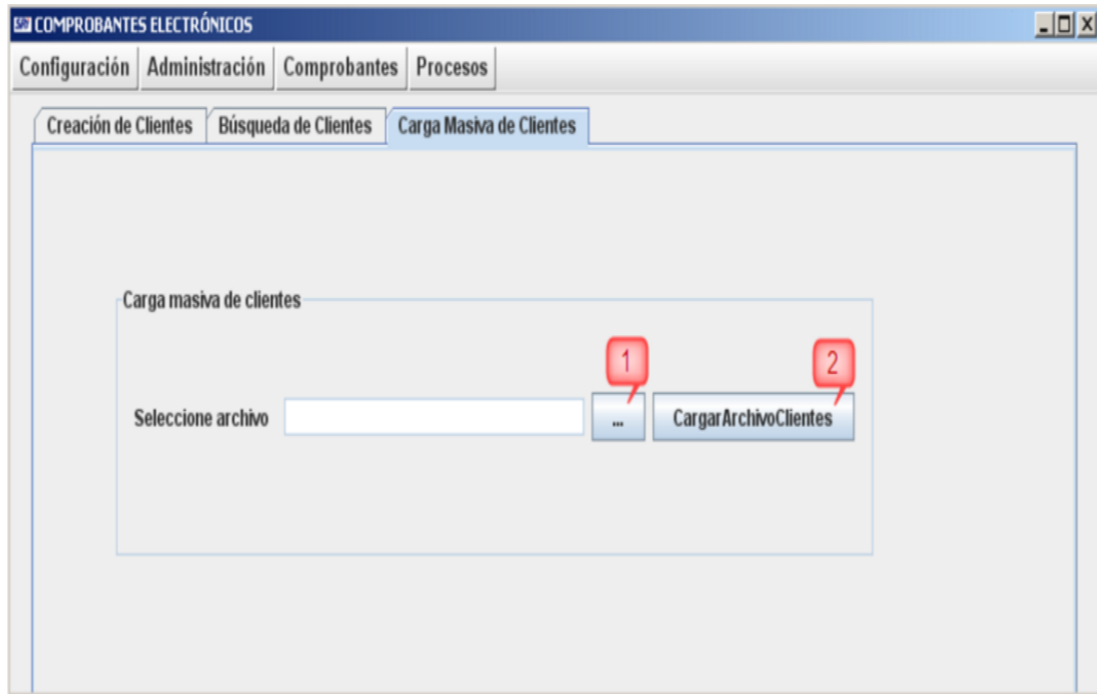 COMPROBANTES ELECTRÓNICOS
Configuración Administración Comprobantes Procesos
Creación de Clientes Búsqueda de Clientes Carga Masiva de Clientes
Carga masiva de clientes
1 2
Seleccione archivo ... CargarArchivoClientes